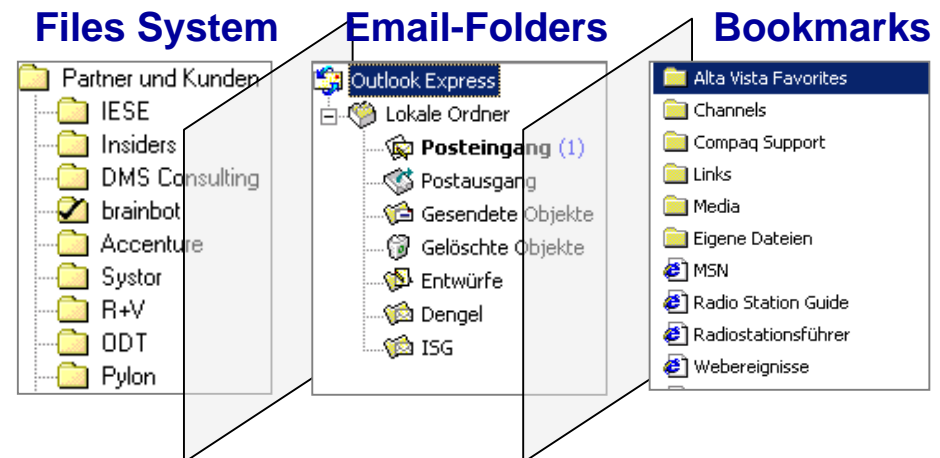 Files System
Partner und Kunden
IESE
Insiders
DMS Consulting
brainbot
Accenture
Systor
R+V
ODT
Pylon
Email-Folders
Outlook Express
Lokale Ordner
Posteingang (1)
Postausgang
Gesendete Objekte
Gelöschte Objekte
Entwürfe
Dengel
ISG
Bookmarks
Alta Vista Favorites
Channels
Compaq Support
Links
Media
Eigene Dateien
MSN
Radio Station Guide
Radiostationsführer
Webereignisse